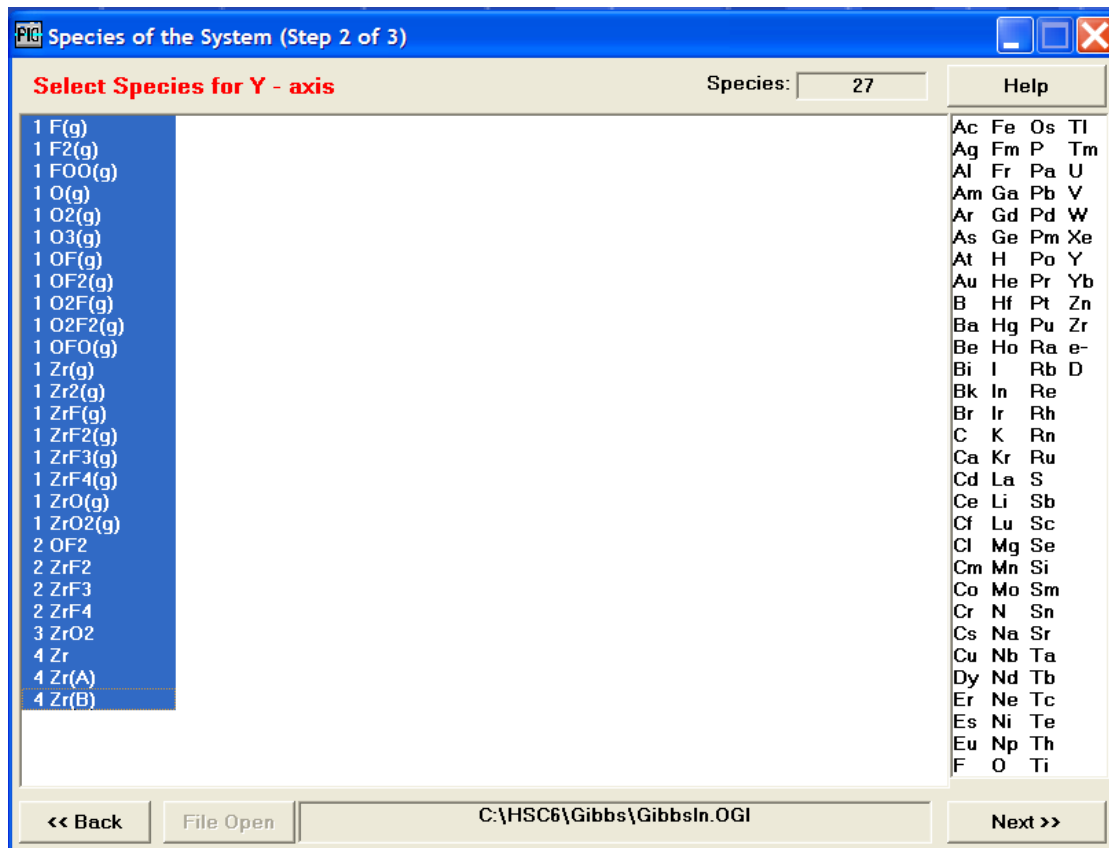 PIC Species of the System (Step 2 of 3)
Select Species for Y - axis
Species: 27
Help
1 F(g)
1 F2(g)
1 FOO(g)
1 O(g)
1 O2(g)
1 O3(g)
1 OF(g)
1 OF2(g)
1 O2F(g)
1 O2F2(g)
1 OFO(g)
1 Zr(g)
1 Zr2(g)
1 ZrF(g)
1 ZrF2(g)
1 ZrF3(g)
1 ZrF4(g)
1 ZrO(g)
1 ZrO2(g)
2 OF2
2 ZrF2
2 ZrF3
2 ZrF4
3 ZrO2
4 Zr
4 Zr(A)
4 Zr(B)
Ac Fe Os Tl
Ag Fm P Tm
Al Fr Pa U
Am Ga Pb V
Ar Gd Pd W
As Ge Pm Xe
At H Po Y
Au He Pr Yb
B Hf Pt Zn
Ba Hg Pu Zr
Be Ho Ra e-
Bi I Rb D
Bk In Re
Br Ir Rh
C K Rn
Ca Kr Ru
Cd La S
Ce Li Sb
Cf Lu Sc
Cl Mg Se
Cm Mn Si
Co Mo Sm
Cr N Sn
Cs Na Sr
Cu Nb Ta
Dy Nd Tb
Er Ne Tc
Es Ni Te
Eu Np Th
F O Ti
<< Back
File Open
C:\HSC6\Gibbs\GibbsIn.OGI
Next >>